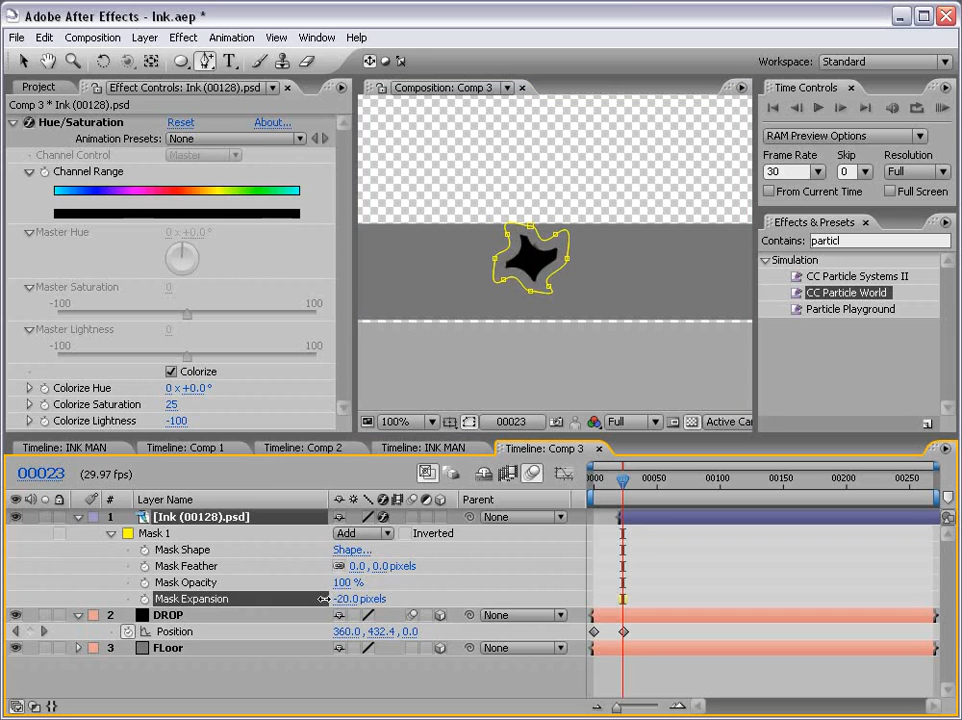 Adobe After Effects - Ink.aep *
File Edit Composition Layer Effect Animation View Window Help
Workspace: Standard
Project Effect Controls: Ink (00128).psd
Composition: Comp 3
Time Controls
Comp 3 * Ink (00128).psd
Hue/Saturation Reset About...
Animation Presets: None
Channel Control Master
Channel Range
Master Hue 0 x +0.0 °
Master Saturation 0
-100 100
Master Lightness 0
-100 100
Colorize
Colorize Hue 0 x +0.0 °
Colorize Saturation 25
Colorize Lightness -100
RAM Preview Options
Frame Rate Skip Resolution
30 0 Full
From Current Time Full Screen
Effects & Presets
Contains: particl
Simulation
CC Particle Systems II
CC Particle World
Particle Playground
100% 00023 Full Active Car
Timeline: INK MAN Timeline: Comp 1 Timeline: Comp 2 Timeline: INK MAN Timeline: Comp 3
00023 (29.97 fps)
0000 00050 00100 00150 00200 00250
# Layer Name Parent
1 [Ink (00128).psd] None
Mask 1 Add Inverted
Mask Shape Shape...
Mask Feather 0.0 , 0.0 pixels
Mask Opacity 100 %
Mask Expansion -20.0 pixels
2 DROP None
Position 360.0 , 432.4 , 0.0
3 FLoor None